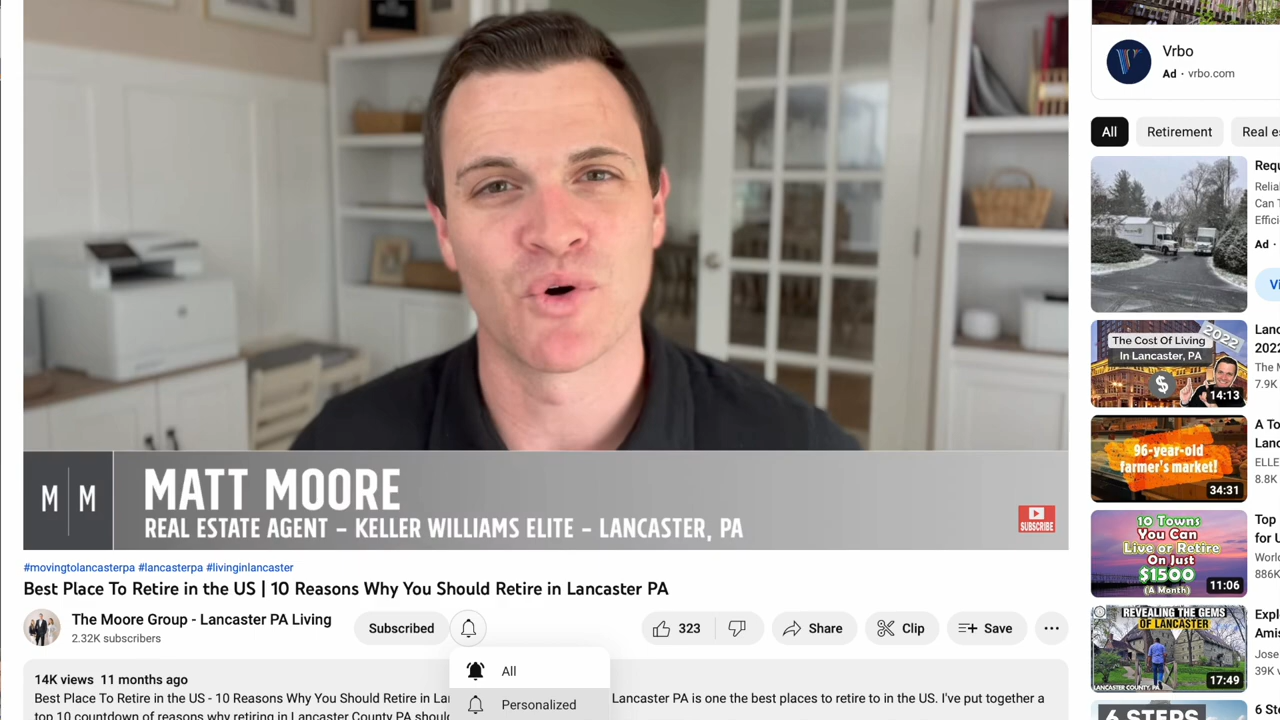 M M
MATT MOORE
REAL ESTATE AGENT – KELLER WILLIAMS ELITE – LANCASTER, PA
SUBSCRIBE
#movingtolancasterpa #lancasterpa #livinginlancaster
Best Place To Retire in the US | 10 Reasons Why You Should Retire in Lancaster PA
The Moore Group - Lancaster PA Living
2.32K subscribers
Subscribed
323
Share
Clip
Save
All
Personalized
14K views 11 months ago
Best Place To Retire in the US - 10 Reasons Why You Should Retire in La
Lancaster PA is one the best places to retire to in the US. I've put together a
top 10 countdown of reasons why retiring in Lancaster County PA should
Vrbo
Ad · vrbo.com
All
Retirement
Real e
Requ
Relia
Can T
Effici
Ad ·
Vi
The Cost Of Living
In Lancaster, PA
2022
$
14:13
Lanc
2022
The M
7.9K
96-year-old
farmer's market!
34:31
A To
Lanc
ELLE
8.8K
10 Towns
You Can
Live or Retire
On Just
$1500
(A Month)
11:06
Top
for U
World
886K
REVEALING THE GEMS
OF LANCASTER
LANCASTER COUNTY, PA
17:49
Expl
Amis
Jose
39K v
6 STEPS
6 St